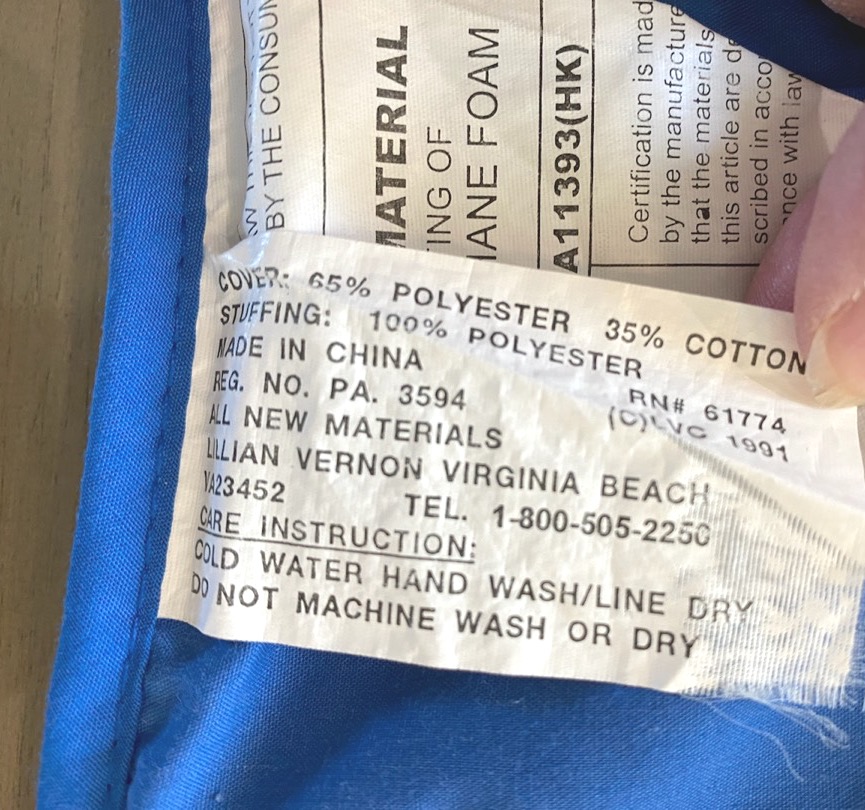 BY THE CONSUM
MATERIAL
ING OF
ANE FOAM
A11393(HK)
Certification is mad
by the manufacture
that the materials
this article are de
scribed in acco
nce with law
COVER: 65% POLYESTER 35% COTTON
STUFFING: 100% POLYESTER
MADE IN CHINA
REG. NO. PA. 3594 RN# 61774
ALL NEW MATERIALS (C)LVC 1991
LILLIAN VERNON VIRGINIA BEACH
VA23452 TEL. 1-800-505-2250
CARE INSTRUCTION:
COLD WATER HAND WASH/LINE DRY
DO NOT MACHINE WASH OR DRY